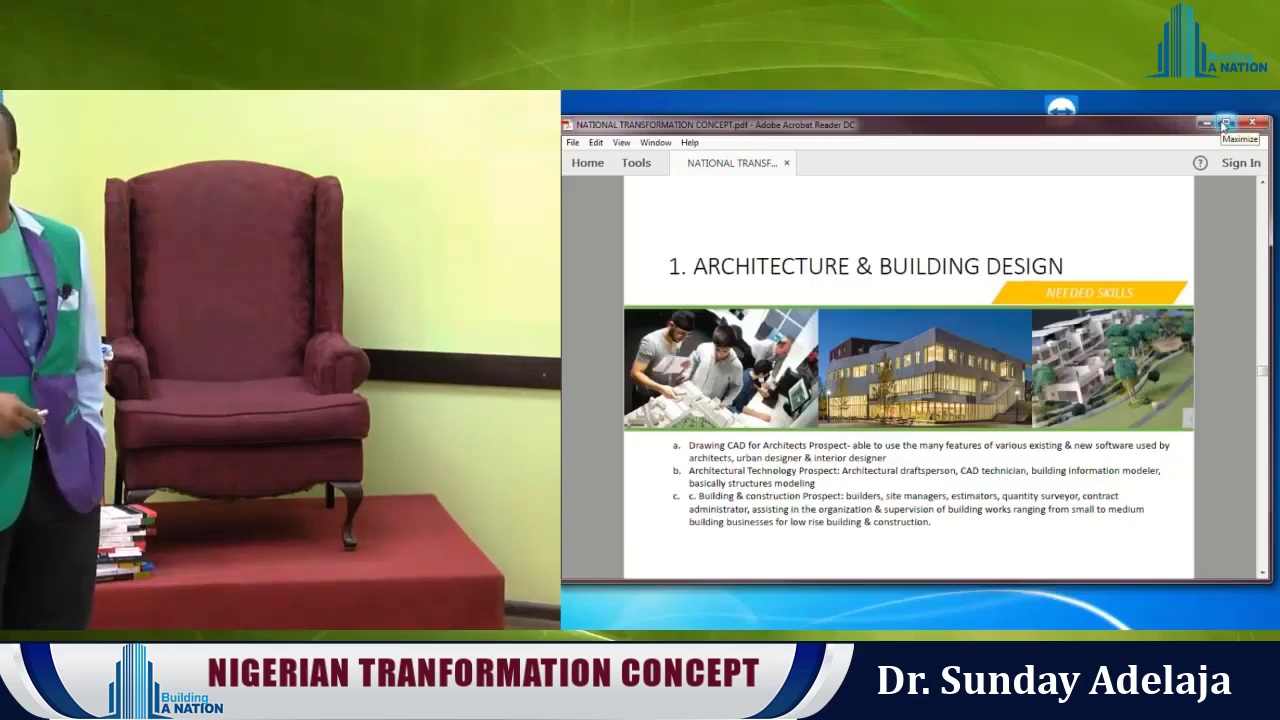 Building
A NATION
NATIONAL TRANSFORMATION CONCEPT.pdf - Adobe Acrobat Reader DC
Maximize
File Edit View Window Help
Home Tools NATIONAL TRANSF... × ? Sign In
1. ARCHITECTURE & BUILDING DESIGN
NEEDED SKILLS
a. Drawing CAD for Architects Prospect- able to use the many features of various existing & new software used by
architects, urban designer & interior designer
b. Architectural Technology Prospect: Architectural draftsperson, CAD technician, building information modeler,
basically structures modeling
c. c. Building & construction Prospect: builders, site managers, estimators, quantity surveyor, contract
administrator, assisting in the organization & supervision of building works ranging from small to medium
building businesses for low rise building & construction.
Building
A NATION
NIGERIAN TRANFORMATION CONCEPT
Dr. Sunday Adelaja